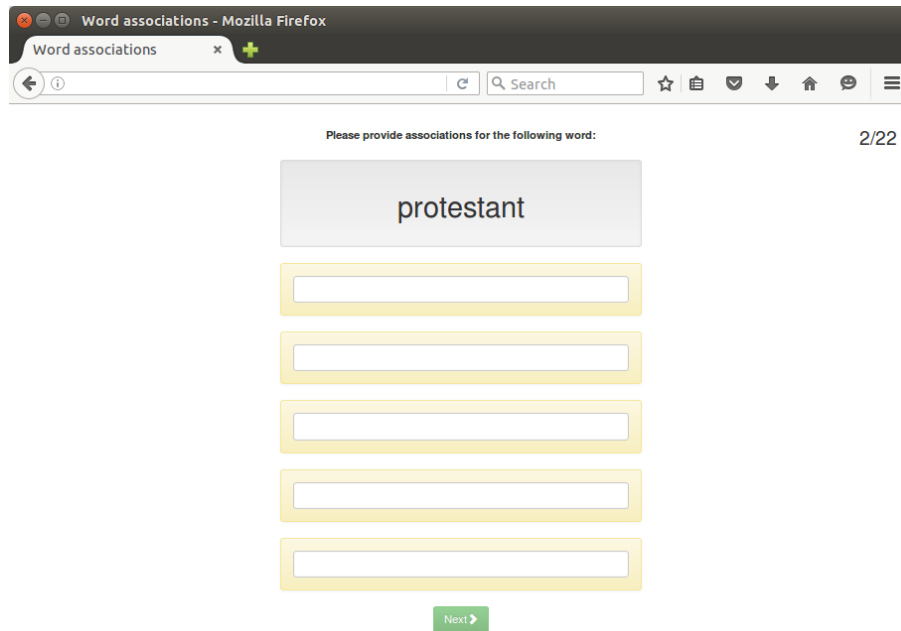 Word associations - Mozilla Firefox
Word associations
Search
Please provide associations for the following word:
2/22
protestant
Next